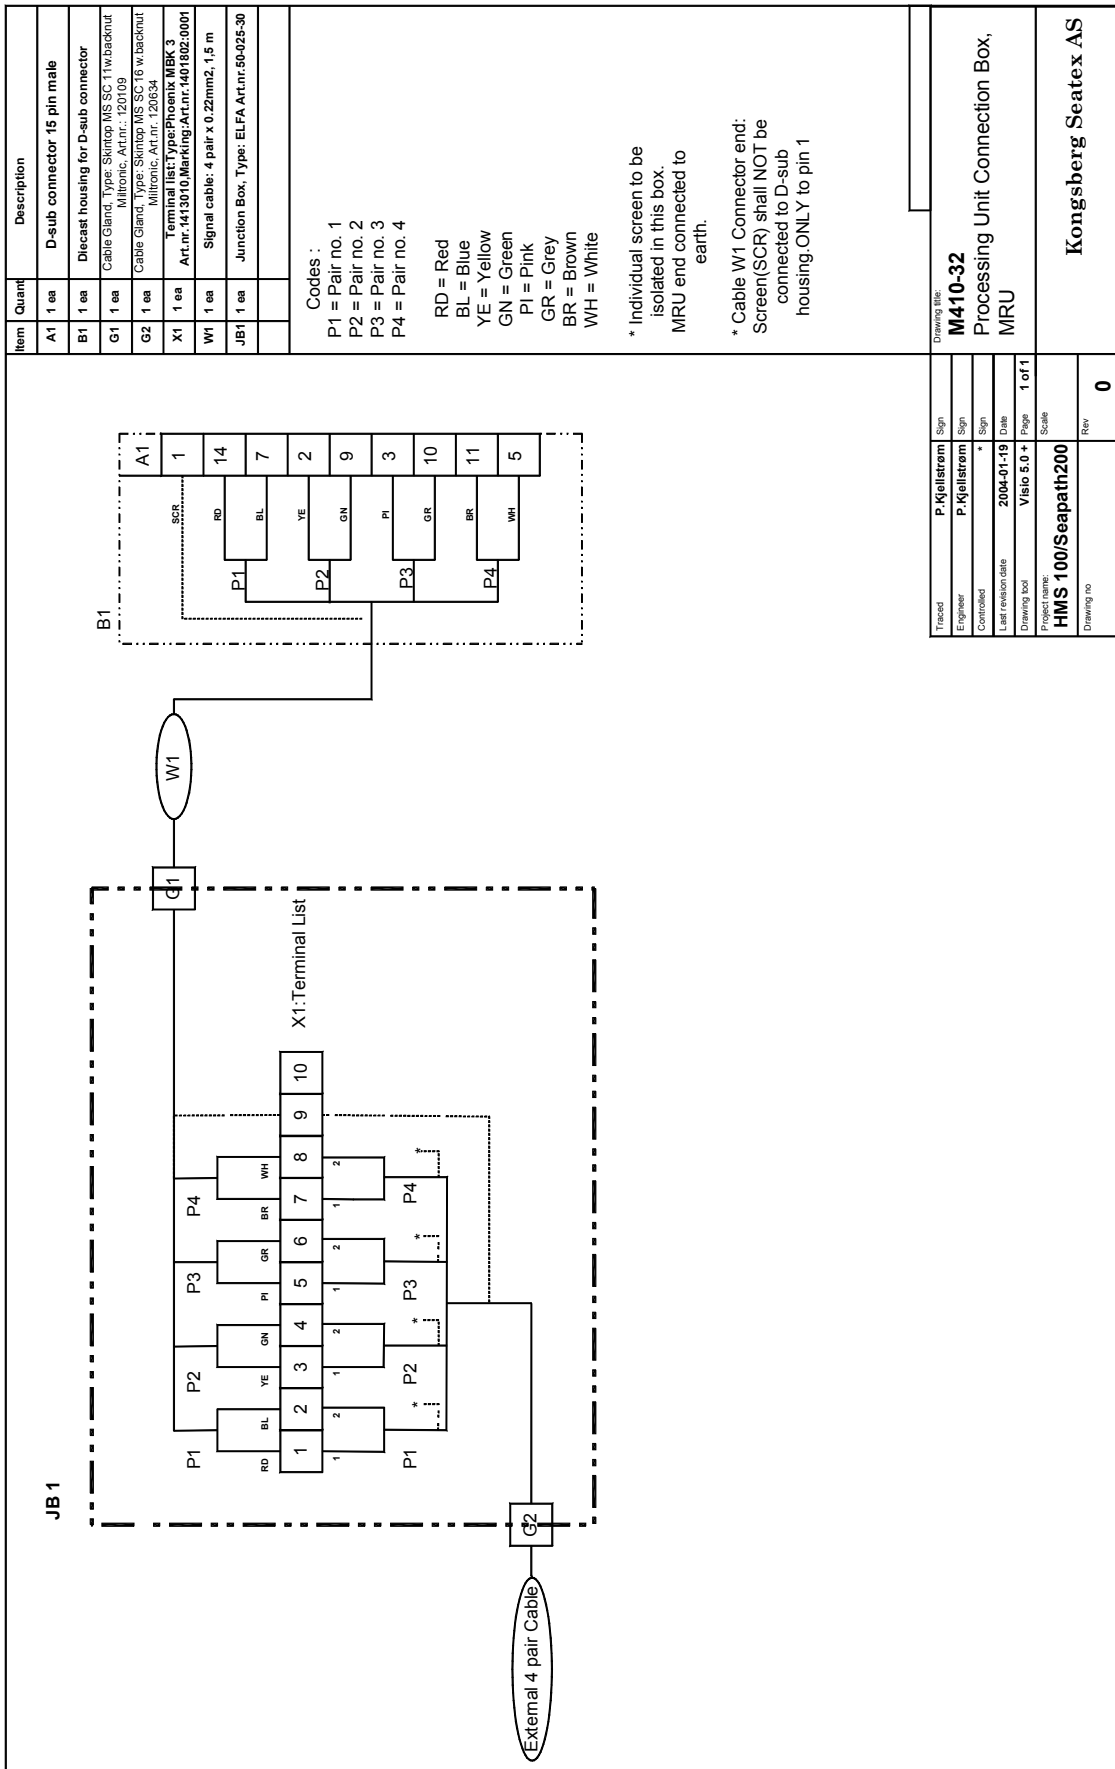 JB 1
P1
P2
P3
P4
RD
BL
YE
GN
PI
GR
BR
WH
1
2
3
4
5
6
7
8
9
10
X1:Terminal List
1
2
1
2
1
2
1
2
P1
*
P2
*
P3
*
P4
*
G1
G2
External 4 pair Cable
W1
B1
P1
P2
P3
P4
SCR
RD
BL
YE
GN
PI
GR
BR
WH
A1
1
14
7
2
9
3
10
11
5
Item Quant Description
A1 1 ea D-sub connector 15 pin male
B1 1 ea Diecast housing for D-sub connector
G1 1 ea Cable Gland, Type: Skintop MS SC 11w.backnut
Miltronic, Art.nr.: 120109
G2 1 ea Cable Gland, Type: Skintop MS SC 16 w.backnut
Miltronic, Art.nr. 120634
X1 1 ea Terminal list:Type:Phoenix MBK 3
Art.nr.1413010,Marking:Art.nr.1401802:0001
W1 1 ea Signal cable: 4 pair x 0.22mm2, 1,5 m
JB1 1 ea Junction Box, Type: ELFA Art.nr.50-025-30
Codes :
P1 = Pair no. 1
P2 = Pair no. 2
P3 = Pair no. 3
P4 = Pair no. 4
RD = Red
BL = Blue
YE = Yellow
GN = Green
PI = Pink
GR = Grey
BR = Brown
WH = White
* Individual screen to be
isolated in this box.
MRU end connected to
earth.
* Cable W1 Connector end:
Screen(SCR) shall NOT be
connected to D-sub
housing.ONLY to pin 1
Traced P.Kjellstrøm Sign
Engineer P.Kjellstrøm Sign
Controlled * Sign
Last revision date 2004-01-19 Date
Drawing tool Visio 5.0 + Page 1 of 1
Project name: Scale
HMS 100/Seapath200
Drawing no Rev
0
Drawing title:
M410-32
Processing Unit Connection Box,
MRU
Kongsberg Seatex AS